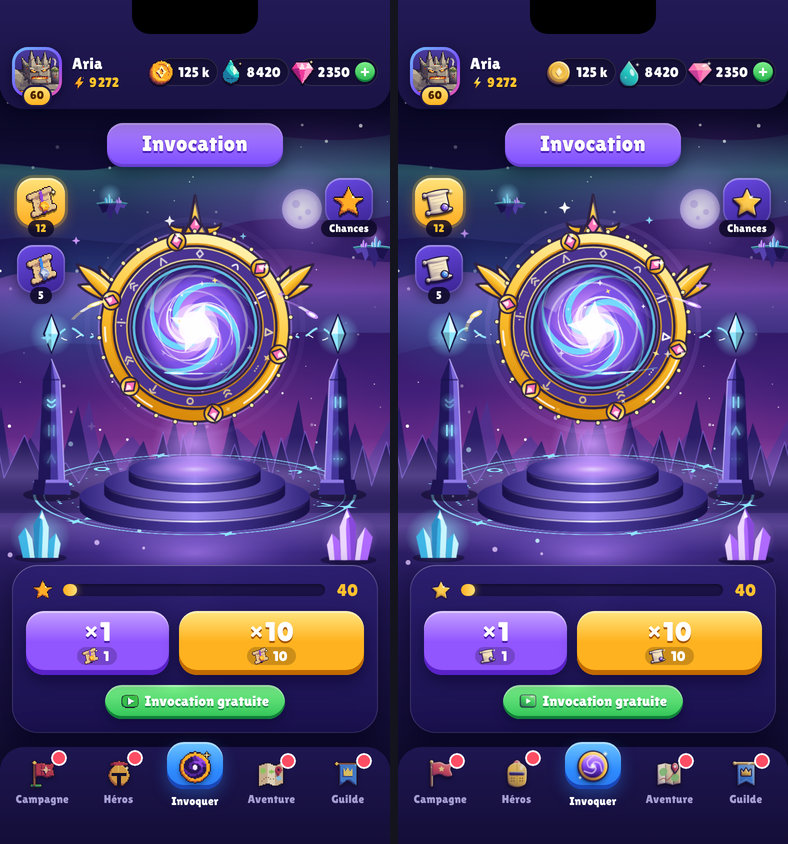 Aria
9272
60
125 k
8420
2350
Invocation
12
5
Chances
40
×1
1
×10
10
Invocation gratuite
Campagne
Héros
Invoquer
Aventure
Guilde
Aria
9272
60
125 k
8420
2350
Invocation
12
5
Chances
40
×1
1
×10
10
Invocation gratuite
Campagne
Héros
Invoquer
Aventure
Guilde